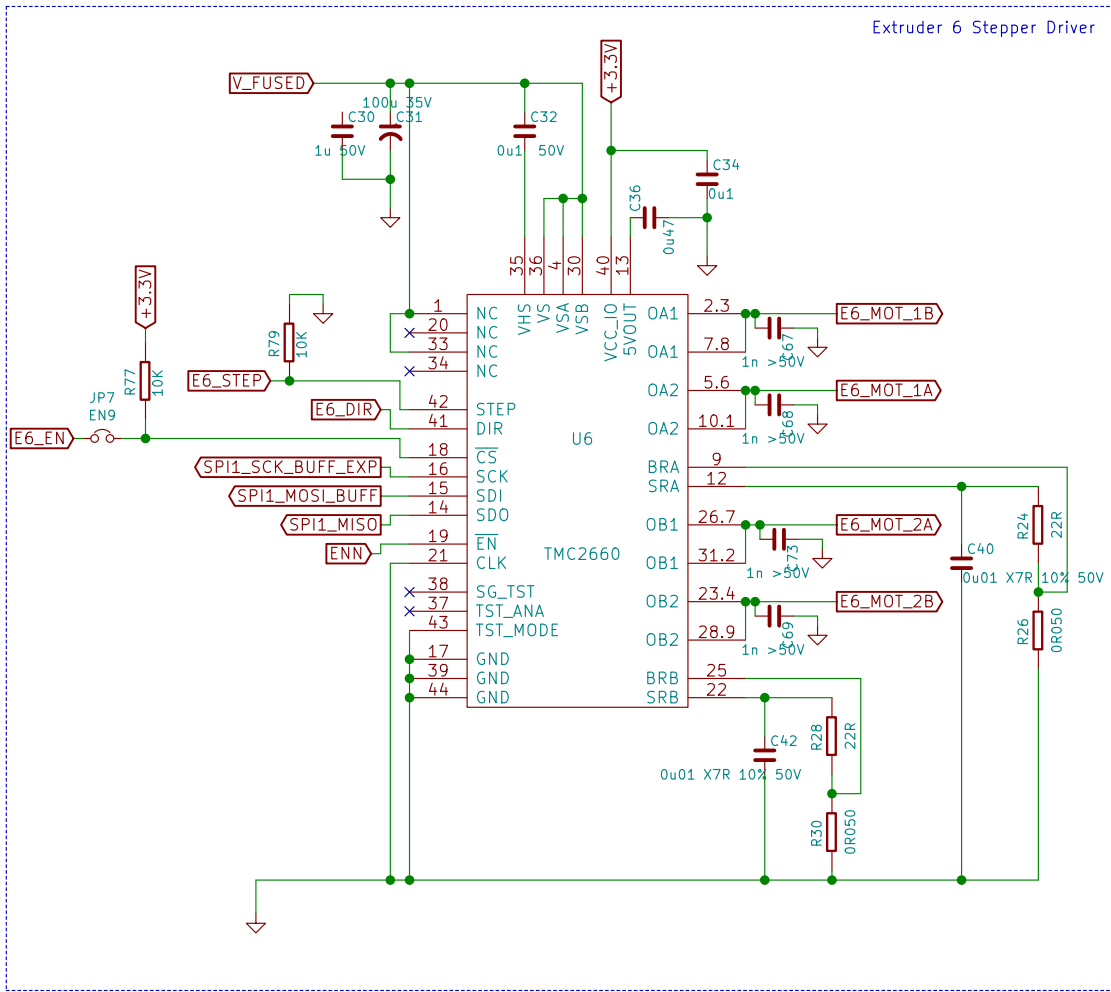 Extruder 6 Stepper Driver
V_FUSED
+3.3V
100u 35V
C30
C31
1u 50V
C32
0u1 50V
C34
0u1
C36
0u47
35
36
4
30
40
13
VHS
VS
VSA
VSB
VCC_IO
5VOUT
+3.3V
R77
10K
R79
10K
JP7
EN9
E6_EN
E6_STEP
E6_DIR
SPI1_SCK_BUFF_EXP
SPI1_MOSI_BUFF
SPI1_MISO
ENN
1 NC
20 NC
33 NC
34 NC
42 STEP
41 DIR
18 CS
16 SCK
15 SDI
14 SDO
19 EN
21 CLK
38 SG_TST
37 TST_ANA
43 TST_MODE
17 GND
39 GND
44 GND
U6
TMC2660
OA1 2.3
OA1 7.8
OA2 5.6
OA2 10.1
BRA 9
SRA 12
OB1 26.7
OB1 31.2
OB2 23.4
OB2 28.9
BRB 25
SRB 22
E6_MOT_1B
C67
1n >50V
E6_MOT_1A
C68
1n >50V
E6_MOT_2A
C73
1n >50V
E6_MOT_2B
C69
1n >50V
R24
22R
C40
0u01 X7R 10% 50V
R26
0R050
R28
22R
C42
0u01 X7R 10% 50V
R30
0R050